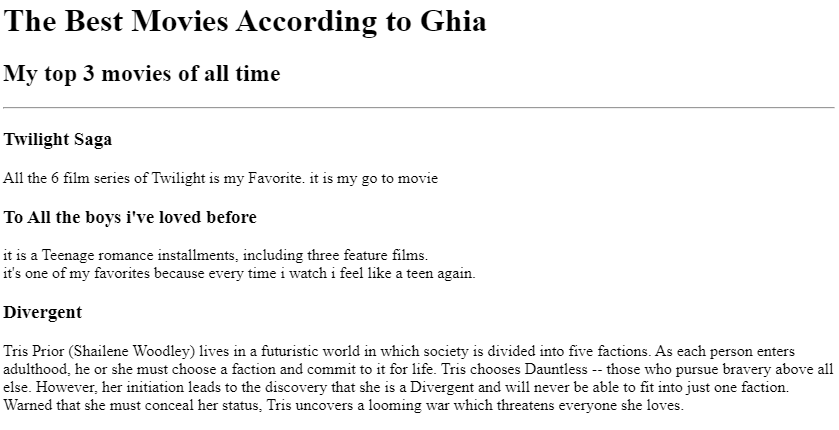 The Best Movies According to Ghia
My top 3 movies of all time
Twilight Saga
All the 6 film series of Twilight is my Favorite. it is my go to movie
To All the boys i've loved before
it is a Teenage romance installments, including three feature films.
it's one of my favorites because every time i watch i feel like a teen again.
Divergent
Tris Prior (Shailene Woodley) lives in a futuristic world in which society is divided into five factions. As each person enters
adulthood, he or she must choose a faction and commit to it for life. Tris chooses Dauntless -- those who pursue bravery above all
else. However, her initiation leads to the discovery that she is a Divergent and will never be able to fit into just one faction.
Warned that she must conceal her status, Tris uncovers a looming war which threatens everyone she loves.